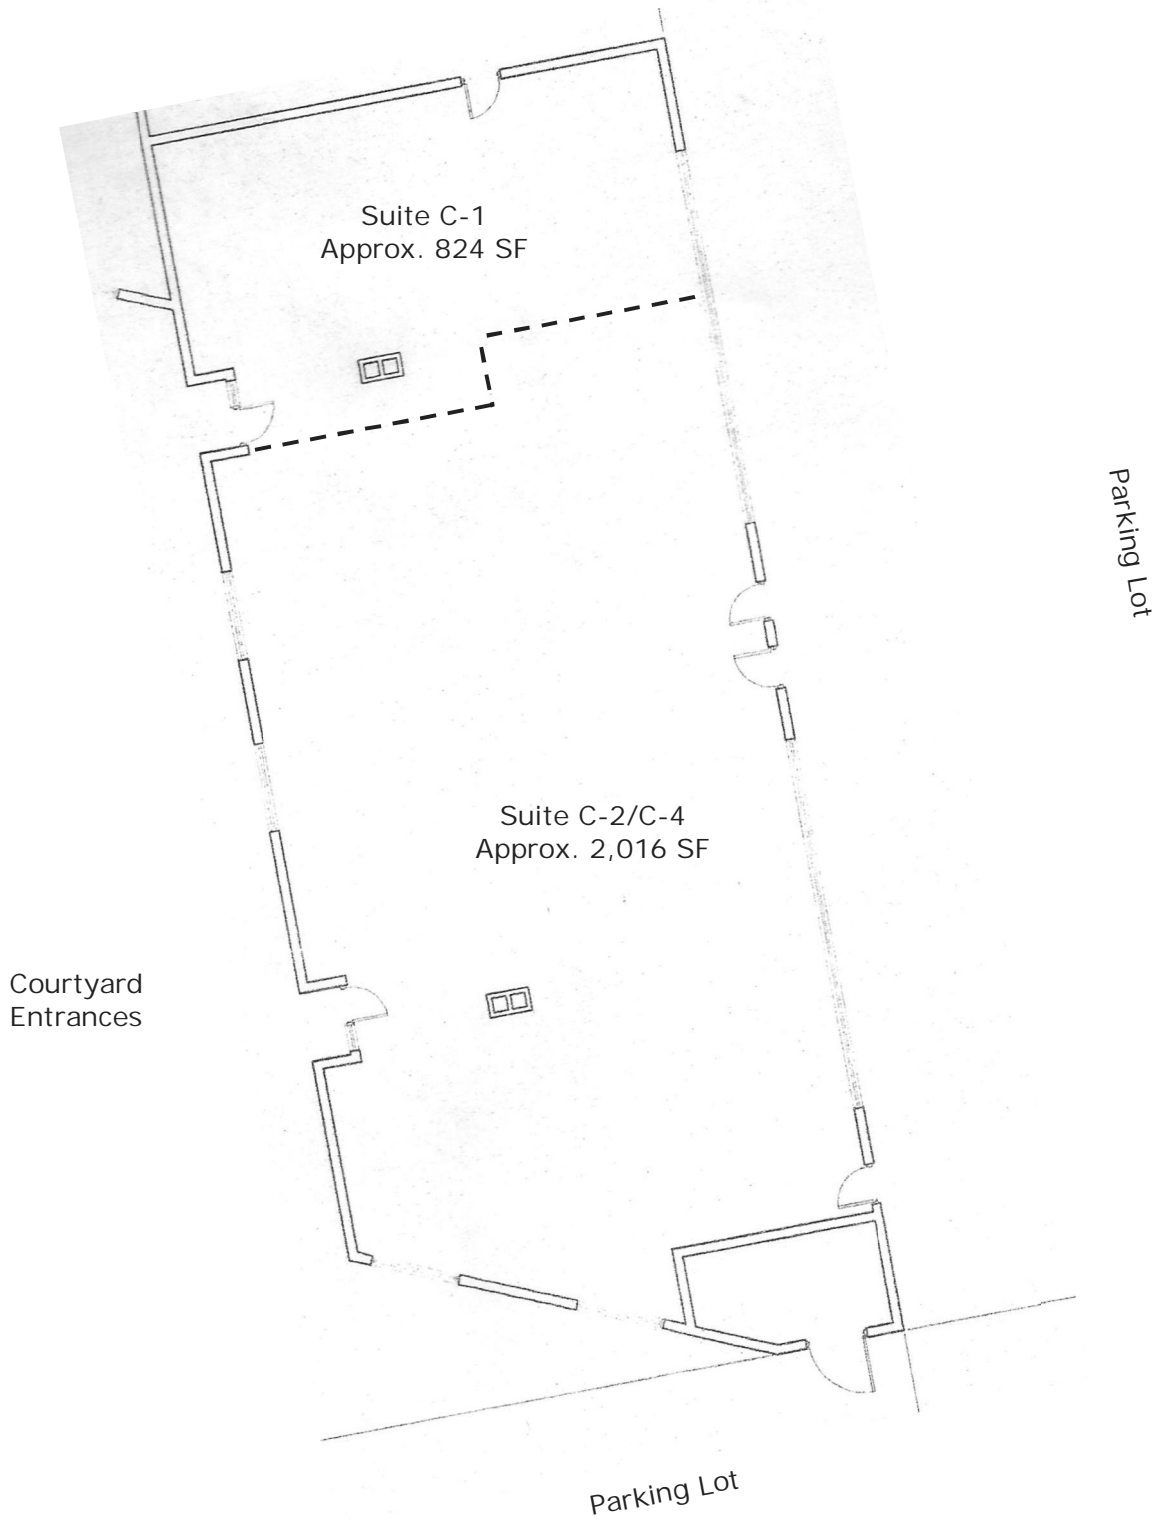 Suite C-1
Approx. 824 SF
Parking Lot
Suite C-2/C-4
Approx. 2,016 SF
Courtyard
Entrances
Parking Lot